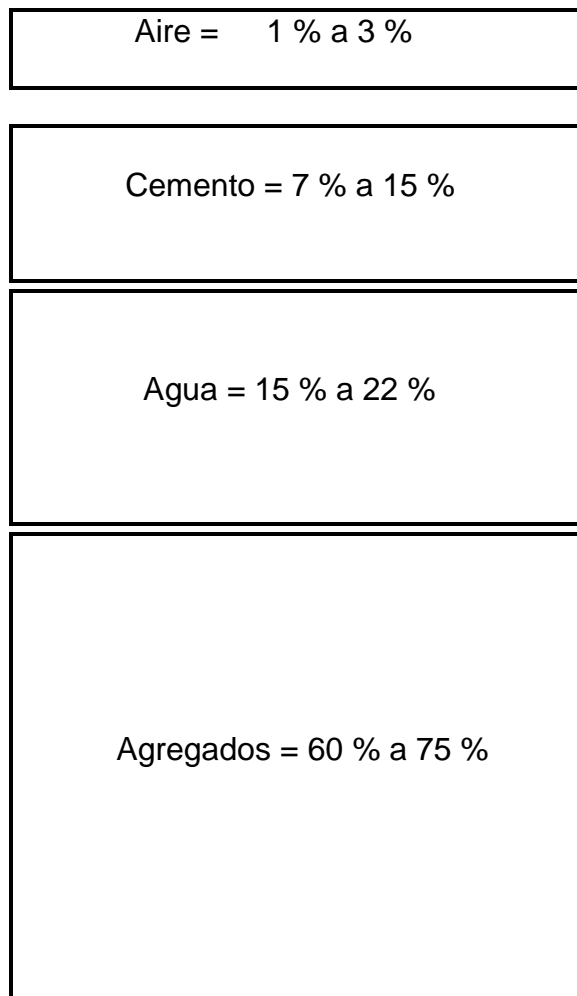 Aire = 1 % a 3 %
Cemento = 7 % a 15 %
Agua = 15 % a 22 %
Agregados = 60 % a 75 %